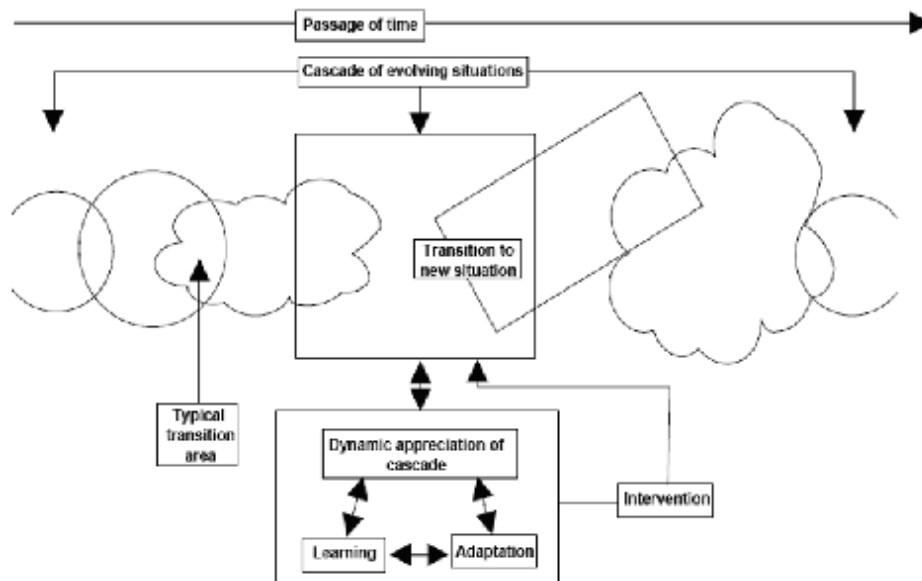 Passage of time
Cascade of evolving situations
Transition to
new situation
Typical
transition
area
Dynamic appreciation of
cascade
Intervention
Learning
Adaptation